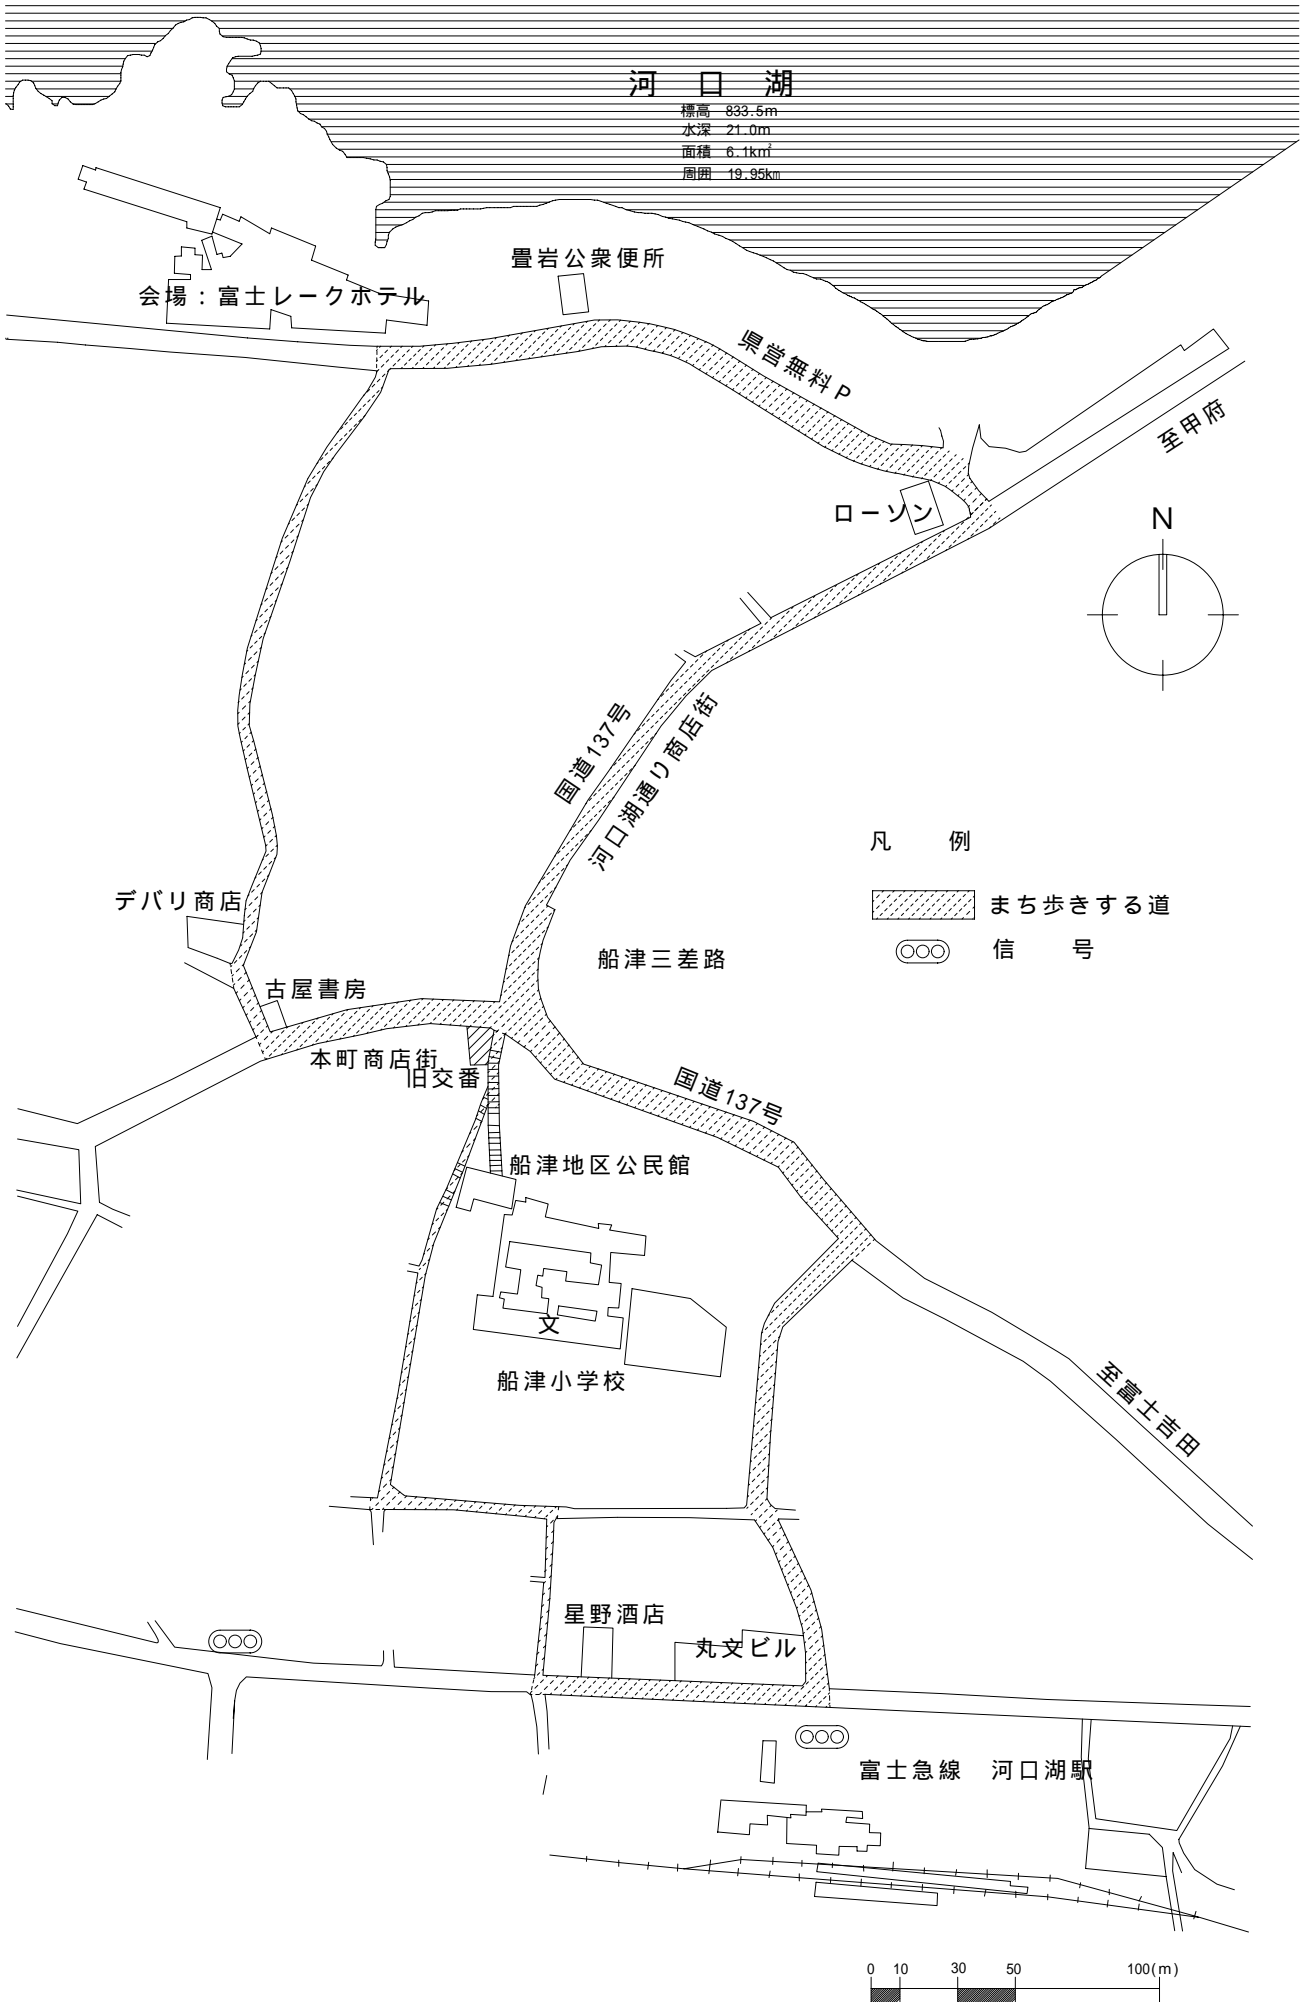 河 口 湖
標高 833.5m
水深 21.0m
面積 6.1km²
周囲 19.95km
畳岩公衆便所
会場：富士レークホテル
県営無料P
至甲府
ローソン
N
国道137号
河口湖通り商店街
凡 例
まち歩きする道
信 号
デバリ商店
船津三差路
古屋書房
本町商店街
旧交番
国道137号
船津地区公民館
文
船津小学校
至富士吉田
星野酒店
丸文ビル
富士急線 河口湖駅
0 10 30 50 100(m)